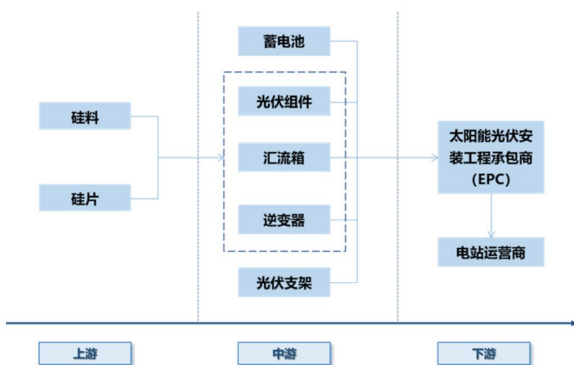 硅料
硅片
蓄电池
光伏组件
汇流箱
逆变器
光伏支架
太阳能光伏安
装工程承包商
（EPC）
电站运营商
上游
中游
下游